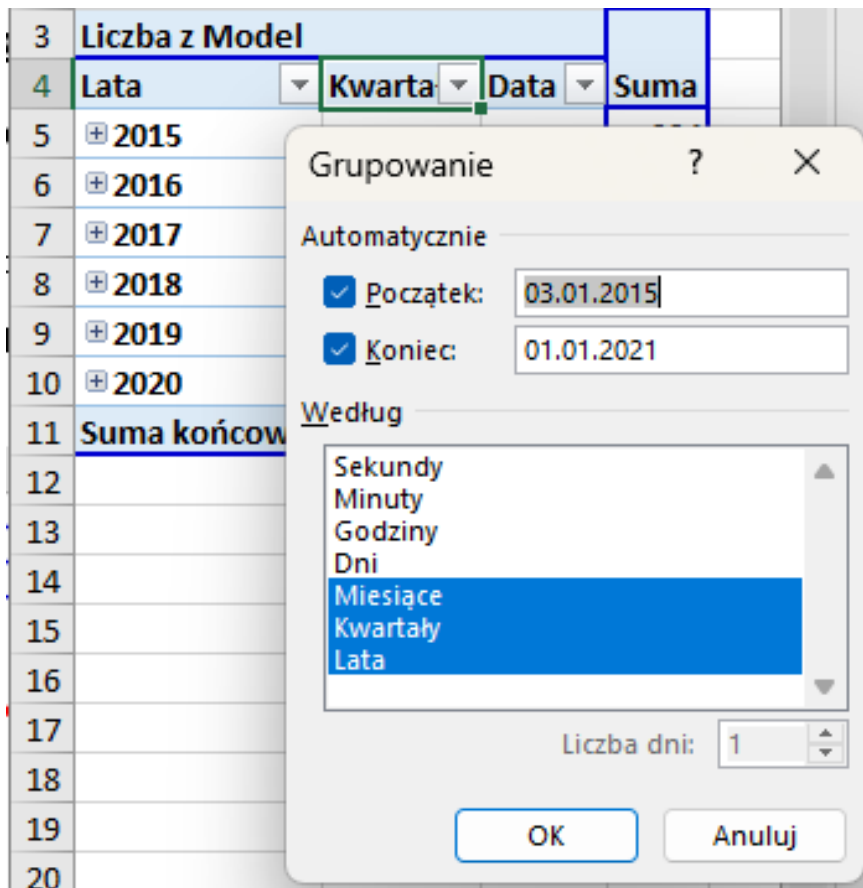 3 Liczba z Model
4 Lata Kwarta Data Suma
5 2015
6 2016
7 2017
8 2018
9 2019
10 2020
11 Suma końcow
12
13
14
15
16
17
18
19
20
Grupowanie ? ×
Automatycznie
Początek: 03.01.2015
Koniec: 01.01.2021
Według
Sekundy
Minuty
Godziny
Dni
Miesiące
Kwartały
Lata
Liczba dni: 1
OK Anuluj